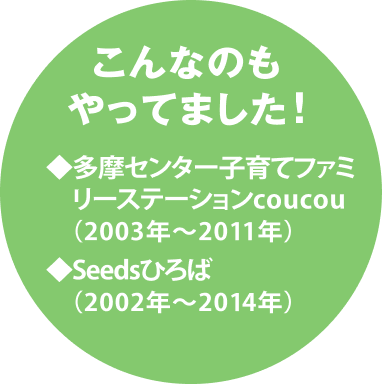 こんなのも
やってました！
◆多摩センター子育てファミ
リーステーションcoucou
（2003年～2011年）
◆Seedsひろば
（2002年～2014年）